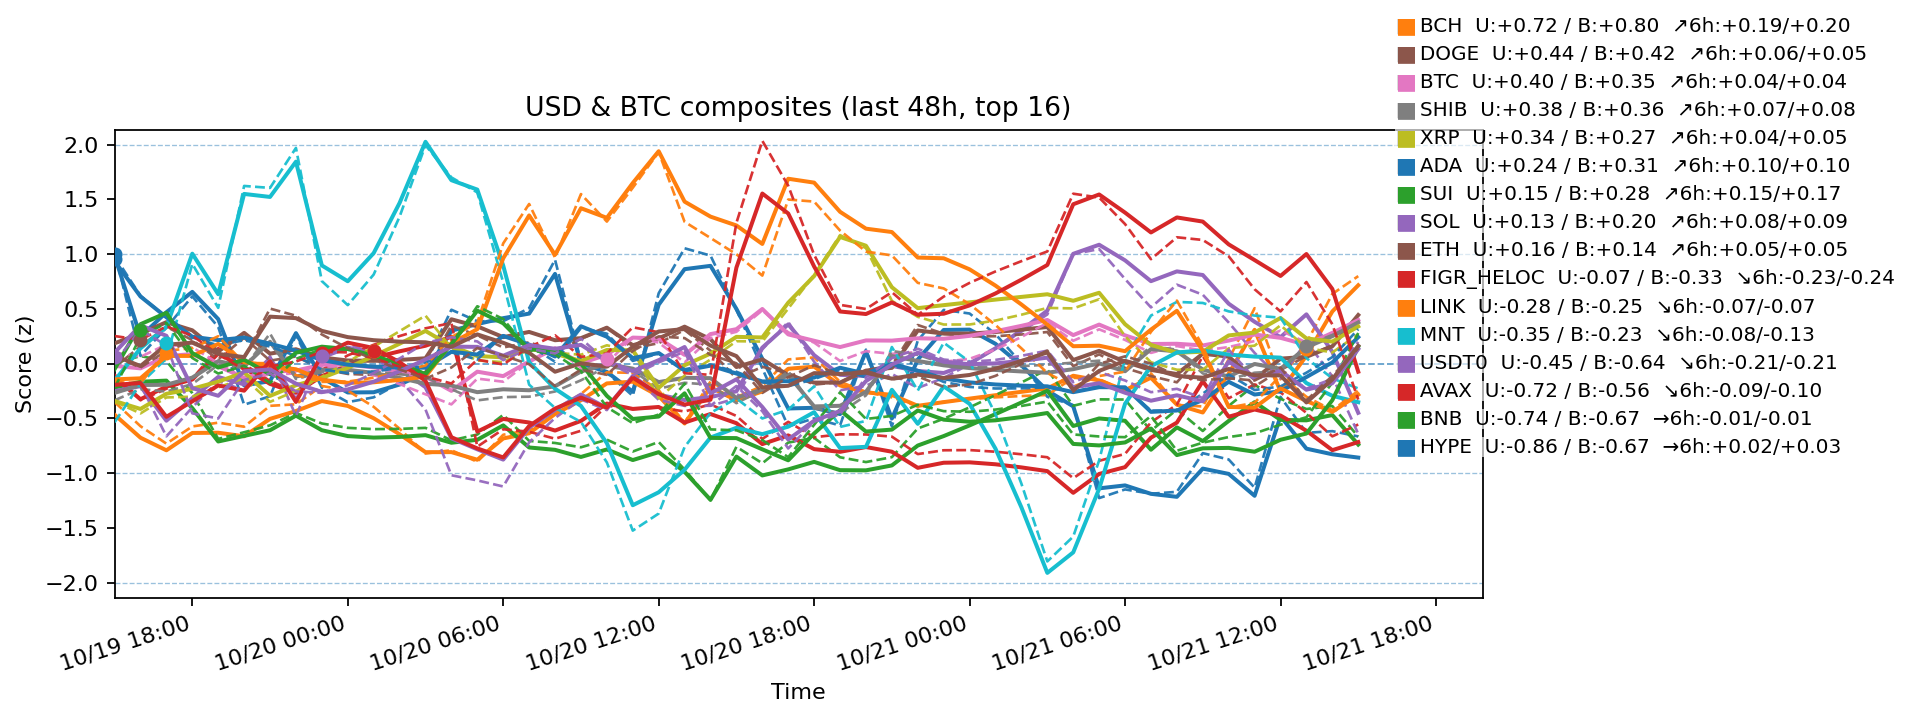 BCH  U:+0.72 / B:+0.80  ↗6h:+0.19/+0.20
DOGE  U:+0.44 / B:+0.42  ↗6h:+0.06/+0.05
BTC  U:+0.40 / B:+0.35  ↗6h:+0.04/+0.04
SHIB  U:+0.38 / B:+0.36  ↗6h:+0.07/+0.08
XRP  U:+0.34 / B:+0.27  ↗6h:+0.04/+0.05
ADA  U:+0.24 / B:+0.31  ↗6h:+0.10/+0.10
SUI  U:+0.15 / B:+0.28  ↗6h:+0.15/+0.17
SOL  U:+0.13 / B:+0.20  ↗6h:+0.08/+0.09
ETH  U:+0.16 / B:+0.14  ↗6h:+0.05/+0.05
FIGR_HELOC  U:-0.07 / B:-0.33  ↘6h:-0.23/-0.24
LINK  U:-0.28 / B:-0.25  ↘6h:-0.07/-0.07
MNT  U:-0.35 / B:-0.23  ↘6h:-0.08/-0.13
USDT0  U:-0.45 / B:-0.64  ↘6h:-0.21/-0.21
AVAX  U:-0.72 / B:-0.56  ↘6h:-0.09/-0.10
BNB  U:-0.74 / B:-0.67  →6h:-0.01/-0.01
HYPE  U:-0.86 / B:-0.67  →6h:+0.02/+0.03
USD & BTC composites (last 48h, top 16)
Score (z)
2.0
1.5
1.0
0.5
0.0
−0.5
−1.0
−1.5
−2.0
10/19 18:00
10/20 00:00
10/20 06:00
10/20 12:00
10/20 18:00
10/21 00:00
10/21 06:00
10/21 12:00
10/21 18:00
Time